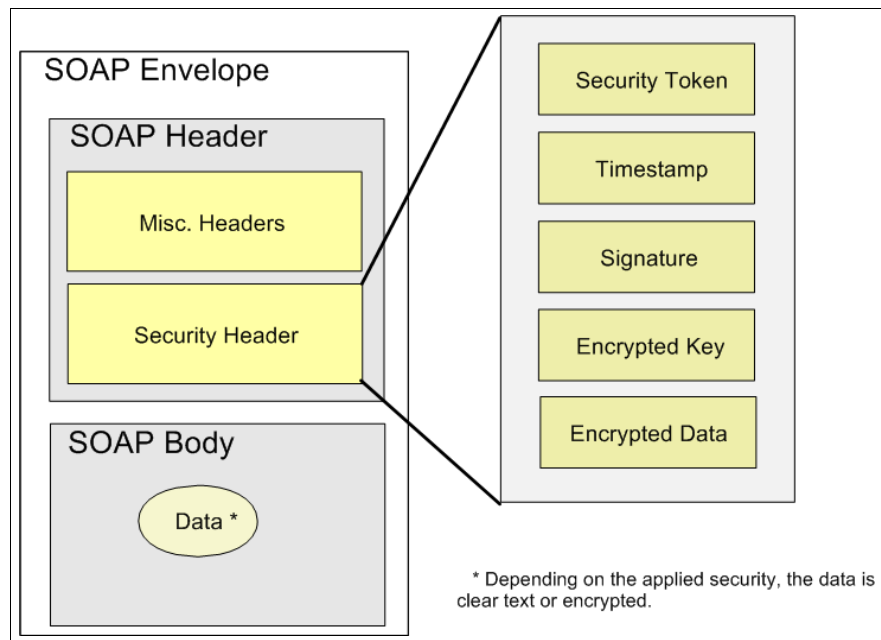 SOAP Envelope
SOAP Header
Misc. Headers
Security Header
SOAP Body
Data *
Security Token
Timestamp
Signature
Encrypted Key
Encrypted Data
* Depending on the applied security, the data is
clear text or encrypted.